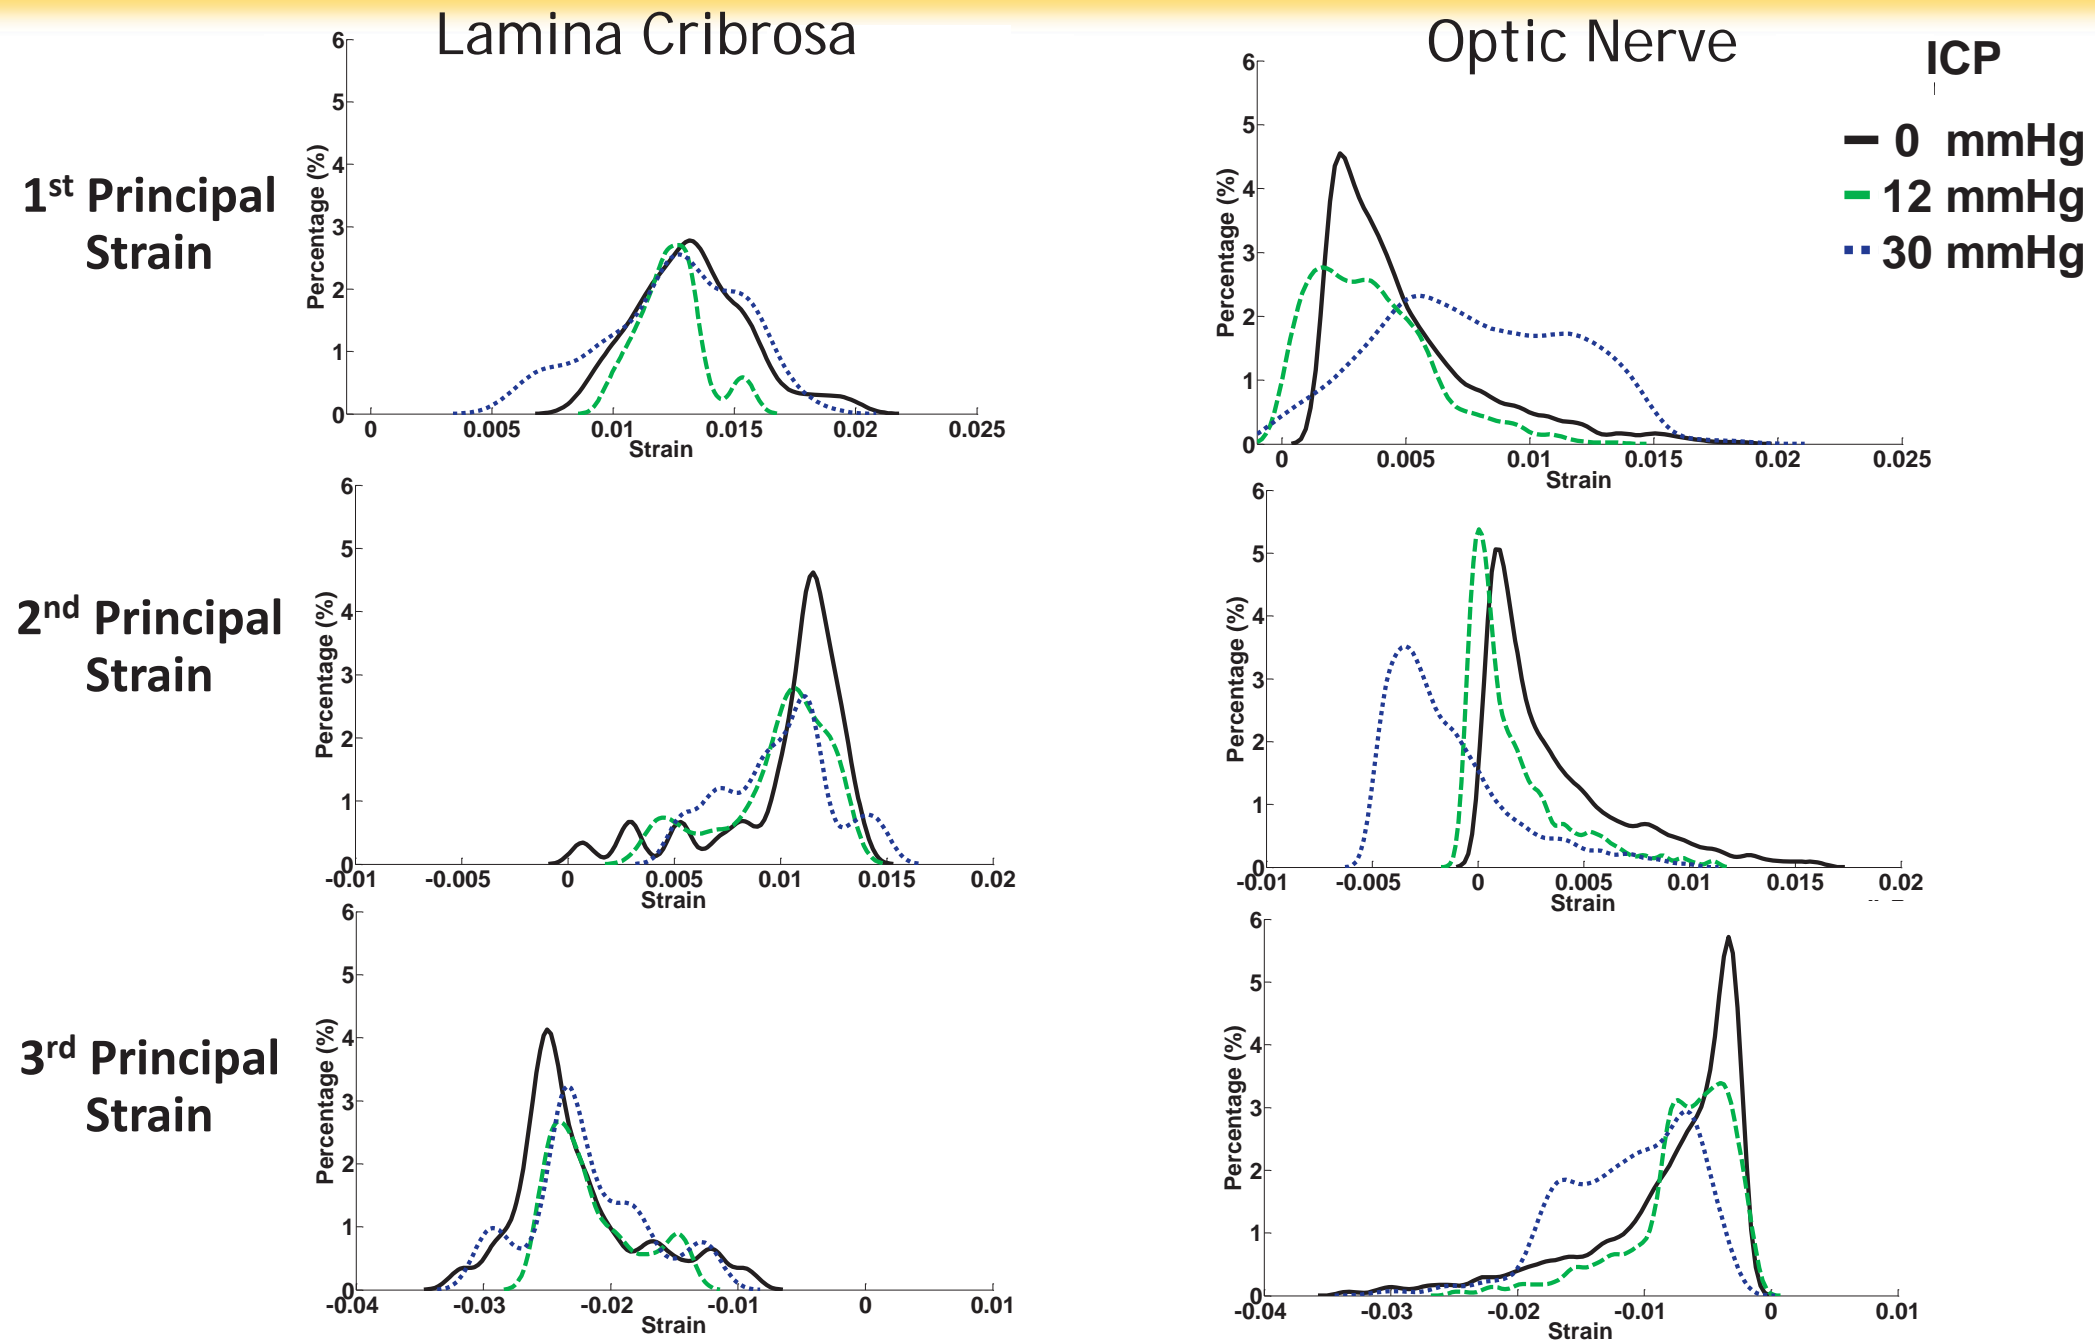 Lamina Cribrosa
Optic Nerve
ICP
0 mmHg
12 mmHg
30 mmHg
1st Principal
Strain
6
5
4
3
2
1
0
Percentage (%)
0 0.005 0.01 0.015 0.02 0.025
Strain
6
5
4
3
2
1
0
Percentage (%)
0 0.005 0.01 0.015 0.02 0.025
Strain
2nd Principal
Strain
6
5
4
3
2
1
0
Percentage (%)
-0.01 -0.005 0 0.005 0.01 0.015 0.02
Strain
6
5
4
3
2
1
0
Percentage (%)
-0.01 -0.005 0 0.005 0.01 0.015 0.02
Strain
3rd Principal
Strain
6
5
4
3
2
1
0
Percentage (%)
-0.04 -0.03 -0.02 -0.01 0 0.01
Strain
6
5
4
3
2
1
0
Percentage (%)
-0.04 -0.03 -0.02 -0.01 0 0.01
Strain